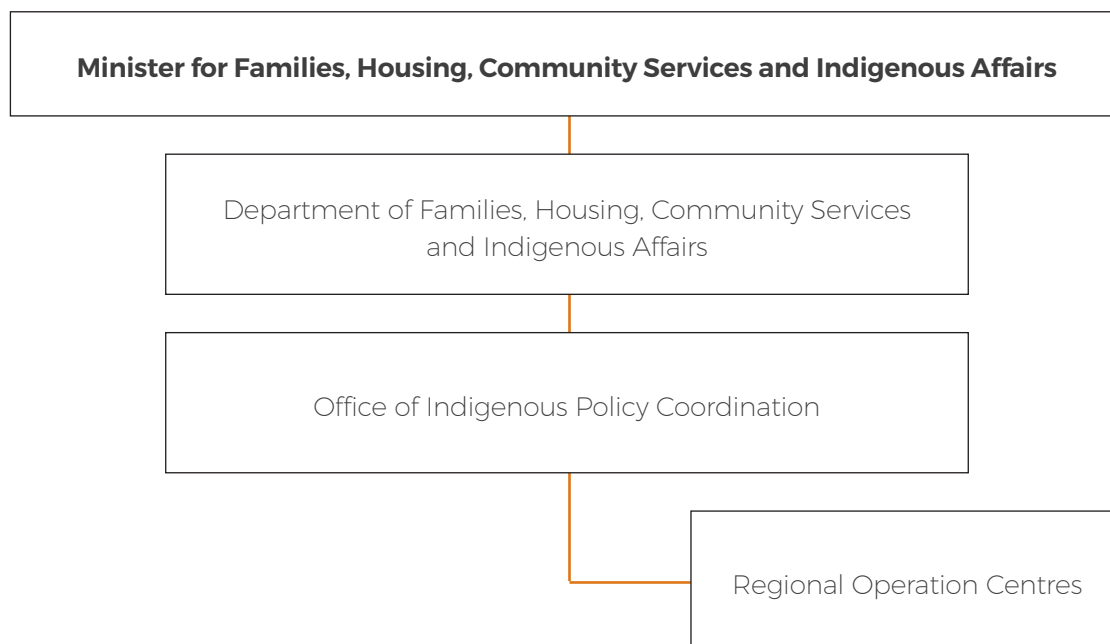 Minister for Families, Housing, Community Services and Indigenous Affairs
Department of Families, Housing, Community Services
and Indigenous Affairs
Office of Indigenous Policy Coordination
Regional Operation Centres